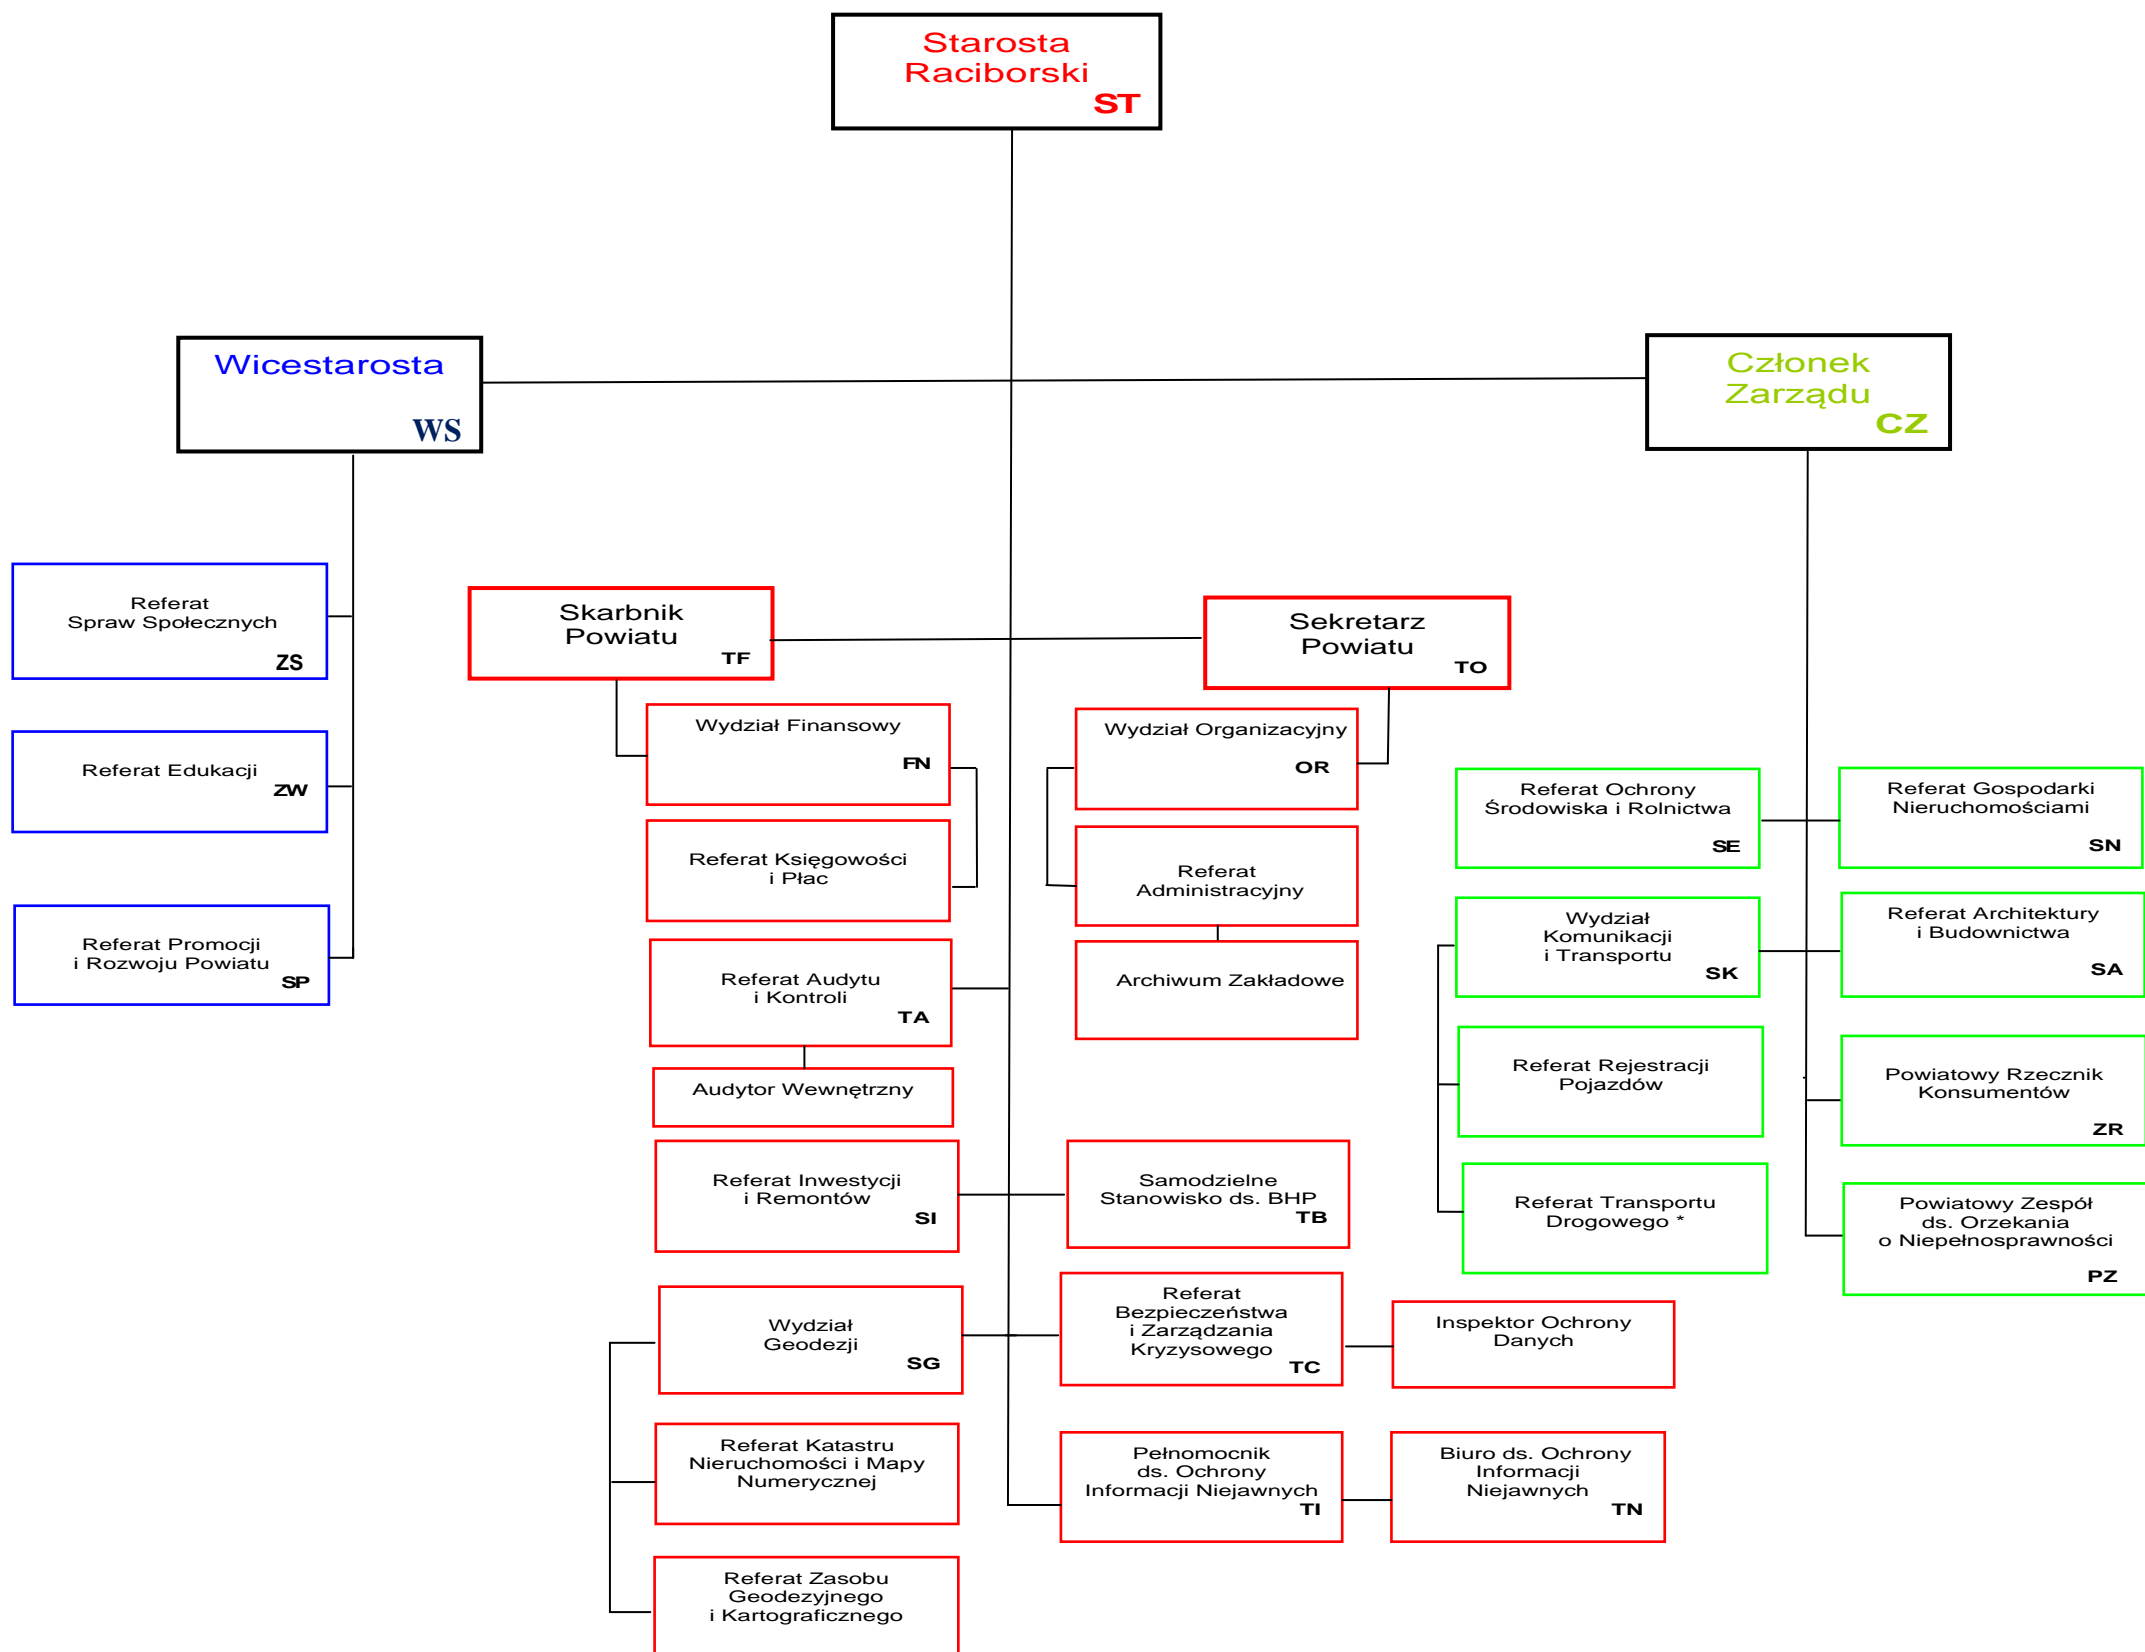 Starosta
Raciborski
ST
Wicestarosta
WS
Członek
Zarządu
CZ
Referat
Spraw Społecznych
ZS
Referat Edukacji
ZW
Referat Promocji
i Rozwoju Powiatu
SP
Skarbnik
Powiatu
TF
Sekretarz
Powiatu
TO
Wydział Finansowy
FN
Referat Księgowości
i Płac
Referat Audytu
i Kontroli
TA
Audytor Wewnętrzny
Referat Inwestycji
i Remontów
SI
Wydział
Geodezji
SG
Referat Katastru
Nieruchomości i Mapy
Numerycznej
Referat Zasobu
Geodezyjnego
i Kartograficznego
Wydział Organizacyjny
OR
Referat
Administracyjny
Archiwum Zakładowe
Samodzielne
Stanowisko ds. BHP
TB
Referat
Bezpieczeństwa
i Zarządzania
Kryzysowego
TC
Inspektor Ochrony
Danych
Pełnomocnik
ds. Ochrony
Informacji Niejawnych
TI
Biuro ds. Ochrony
Informacji
Niejawnych
TN
Referat Ochrony
Środowiska i Rolnictwa
SE
Wydział
Komunikacji
i Transportu
SK
Referat Rejestracji
Pojazdów
Referat Transportu
Drogowego *
Referat Gospodarki
Nieruchomościami
SN
Referat Architektury
i Budownictwa
SA
Powiatowy Rzecznik
Konsumentów
ZR
Powiatowy Zespół
ds. Orzekania
o Niepełnosprawności
PZ